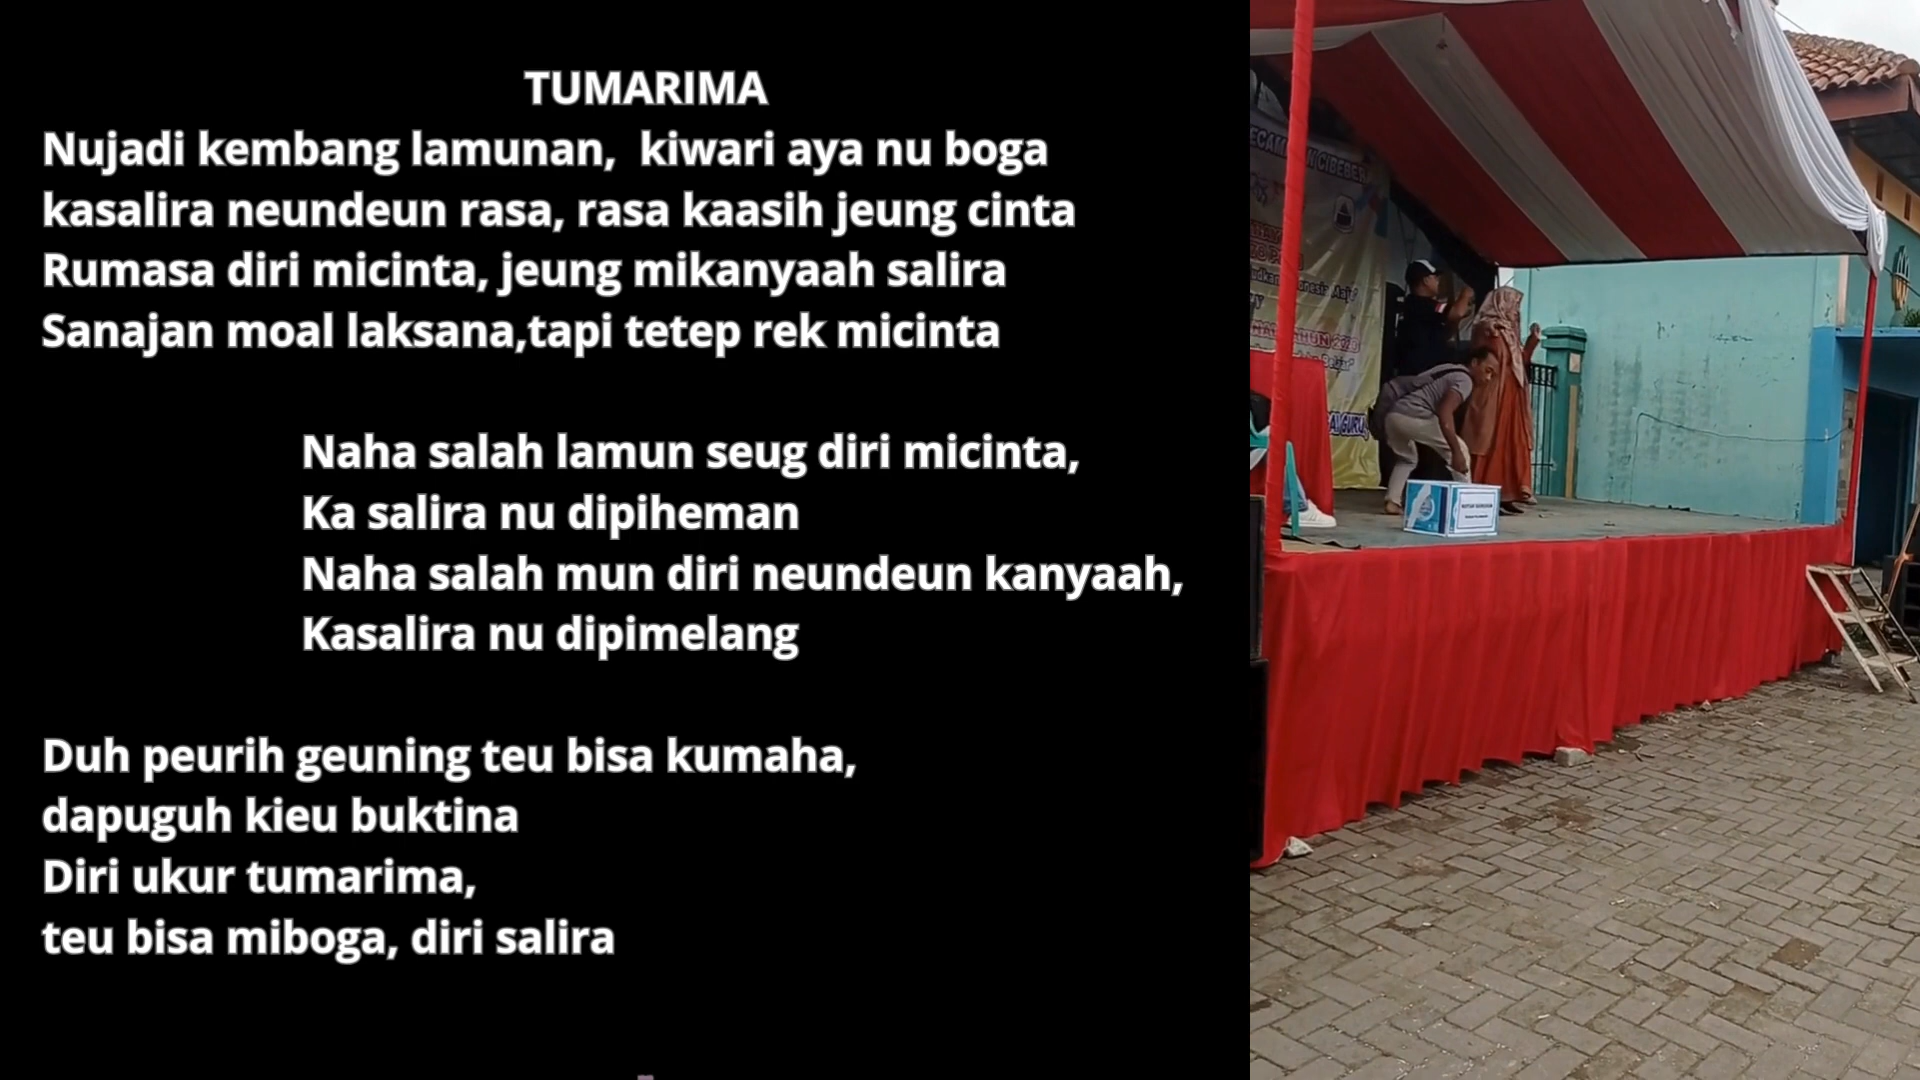 TUMARIMA
Nujadi kembang lamunan,  kiwari aya nu boga
kasalira neundeun rasa, rasa kaasih jeung cinta
Rumasa diri micinta, jeung mikanyaah salira
Sanajan moal laksana,tapi tetep rek micinta
Naha salah lamun seug diri micinta,
Ka salira nu dipiheman
Naha salah mun diri neundeun kanyaah,
Kasalira nu dipimelang
Duh peurih geuning teu bisa kumaha,
dapuguh kieu buktina
Diri ukur tumarima,
teu bisa miboga, diri salira
CIBEBER
GURU